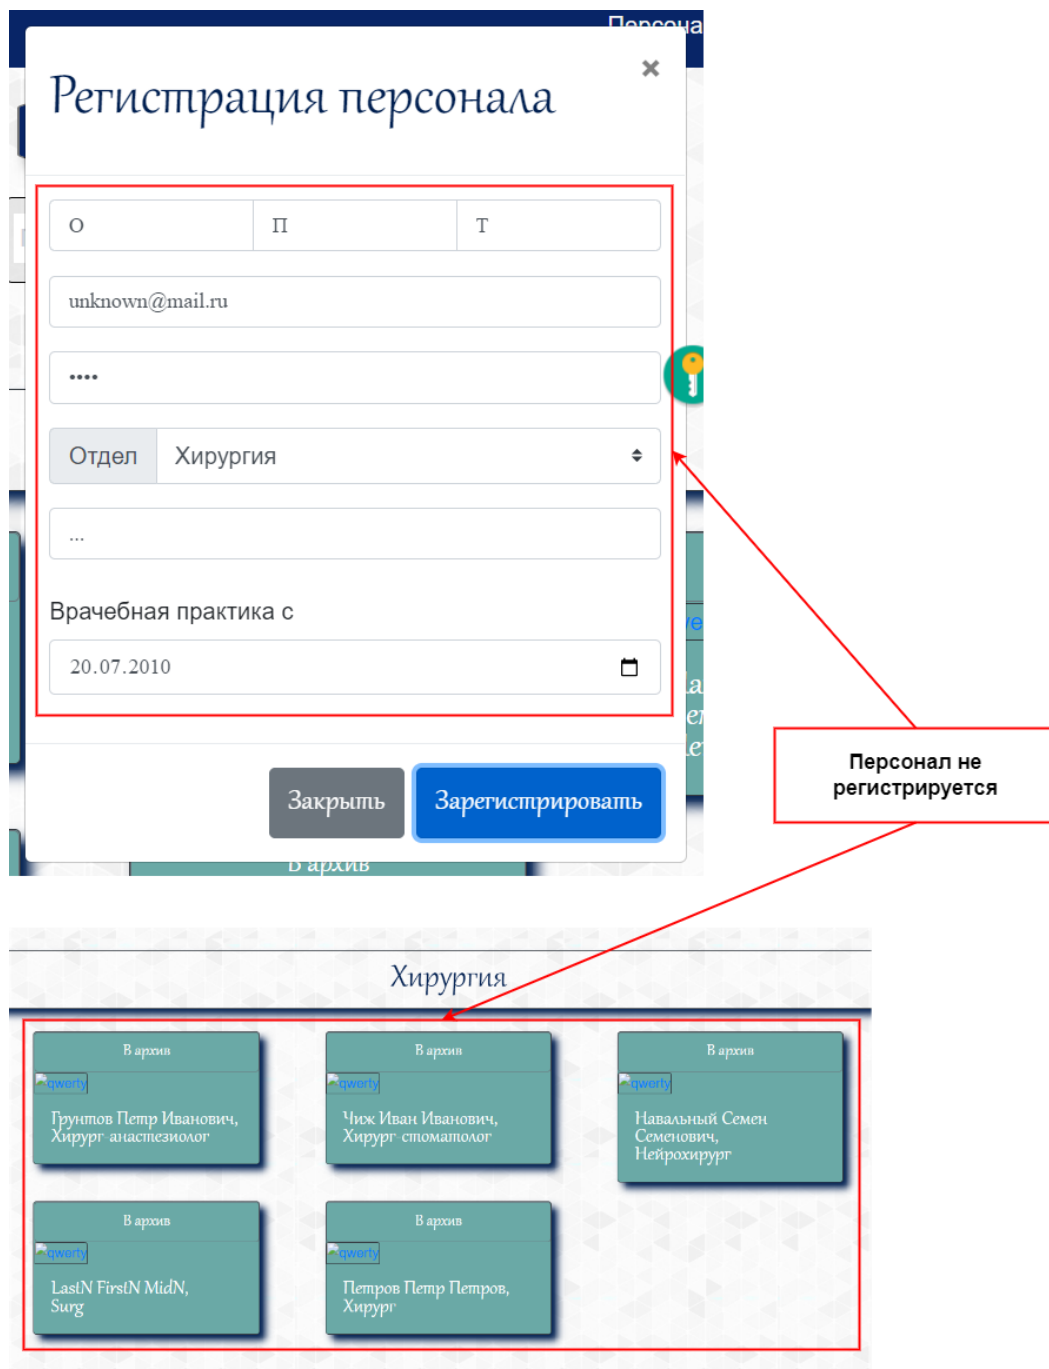 Регистрация персонала
×
О П Т
unknown@mail.ru
••••
Отдел Хирургия
...
Врачебная практика с
20.07.2010
Закрыть Зарегистрировать
В архив
Персонал не
регистрируется
Хирургия
В архив
qwerty
Грунтов Петр Иванович,
Хирург-анастезиолог
В архив
qwerty
Чиж Иван Иванович,
Хирург-стоматолог
В архив
qwerty
Навальный Семен
Семенович,
Нейрохирург
В архив
qwerty
LastN FirstN MidN,
Surg
В архив
qwerty
Петров Петр Петров,
Хирург